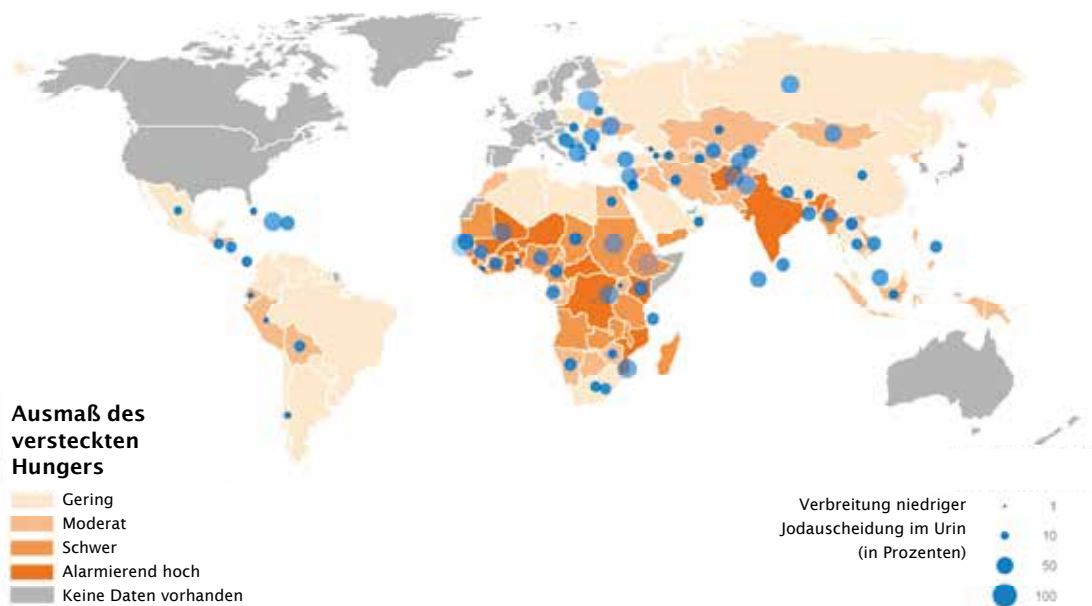 Ausmaß des
versteckten
Hungers
Gering
Moderat
Schwer
Alarmierend hoch
Keine Daten vorhanden
Verbreitung niedriger
Jodauscheidung im Urin
(in Prozenten)
1
10
50
100